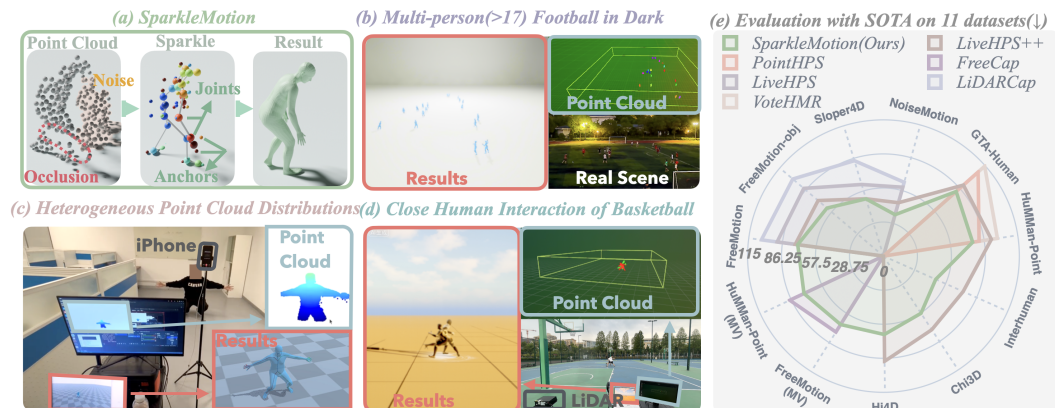 (a) SparkleMotion
Point Cloud
Sparkle
Result
Noise
Joints
Occlusion
Anchors
(b) Multi-person(>17) Football in Dark
Point Cloud
Results
Real Scene
(c) Heterogeneous Point Cloud Distributions
iPhone
Point
Cloud
Results
(d) Close Human Interaction of Basketball
Point Cloud
Results
LiDAR
(e) Evaluation with SOTA on 11 datasets(↓)
SparkleMotion(Ours)
PointHPS
LiveHPS
VoteHMR
LiveHPS++
FreeCap
LiDARCap
Sloper4D
NoiseMotion
GTA-Human
HuMMan-Point
Interhuman
Chi3D
Hi4D
FreeMotion
(MV)
HuMMan-Point
(MV)
FreeMotion
FreeMotion-obj
115
86.25
57.5
28.75
0